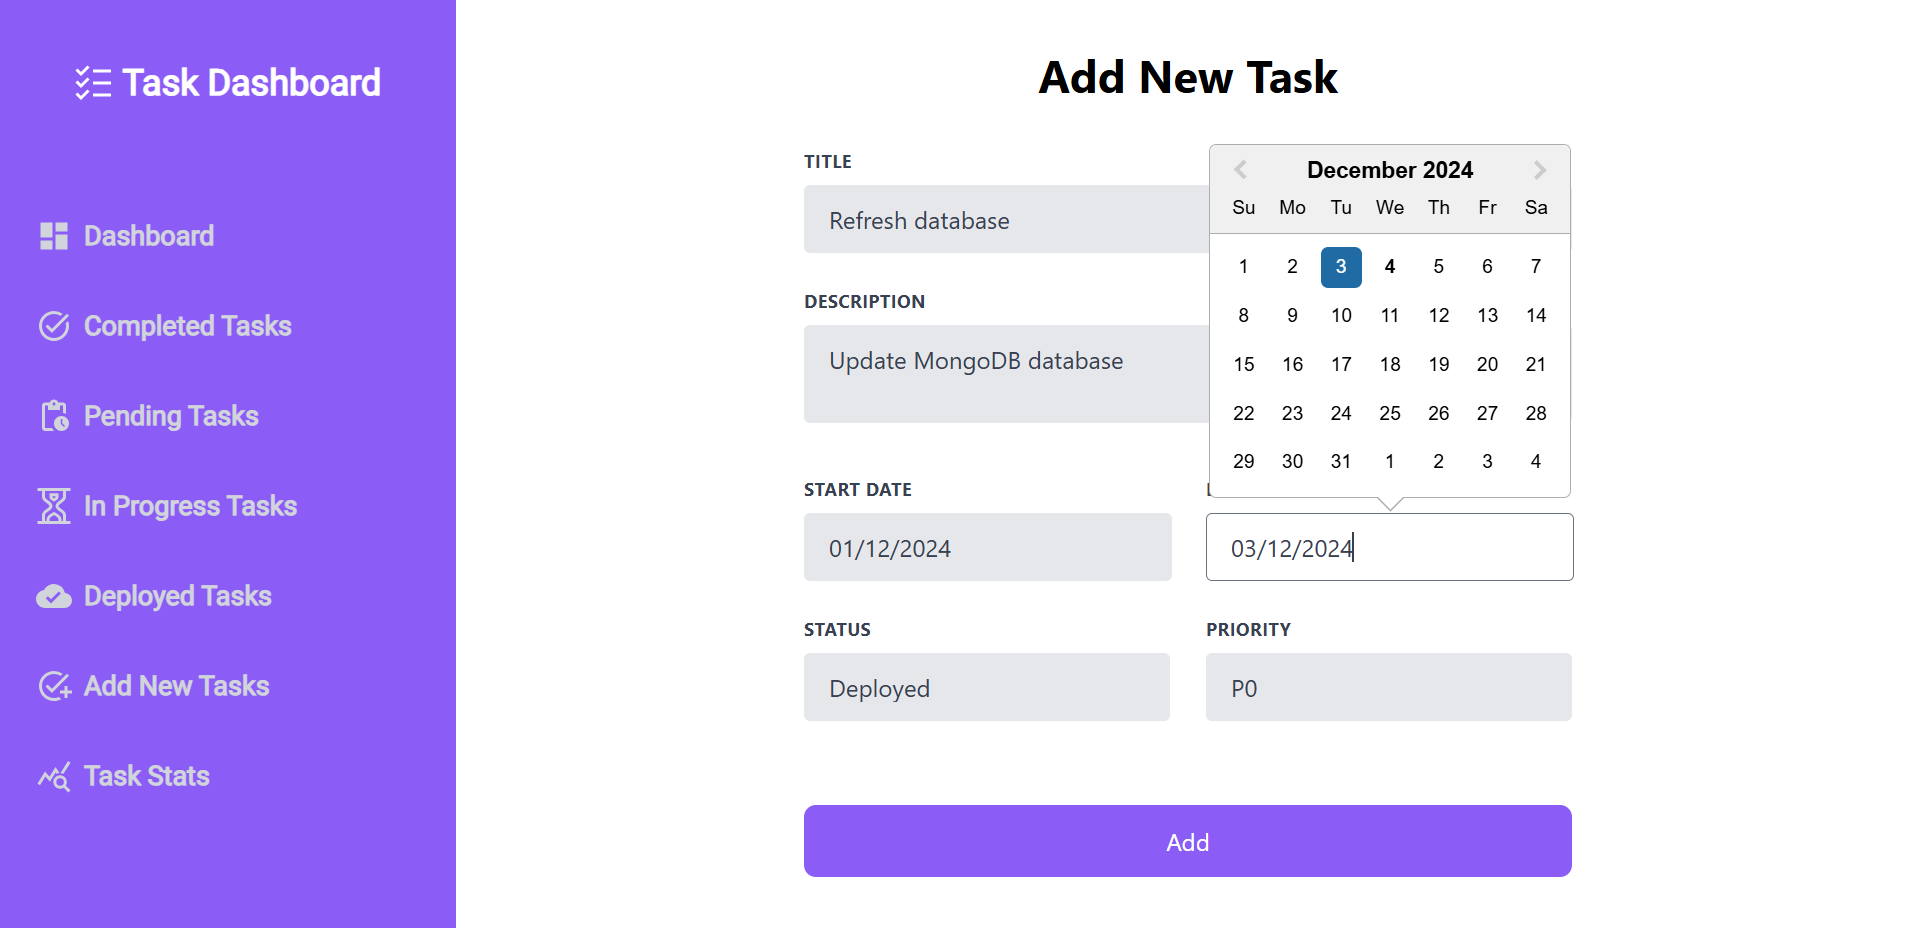 Task Dashboard
Dashboard
Completed Tasks
Pending Tasks
In Progress Tasks
Deployed Tasks
Add New Tasks
Task Stats
Add New Task
TITLE
Refresh database
DESCRIPTION
Update MongoDB database
December 2024
Su Mo Tu We Th Fr Sa
1 2 3 4 5 6 7
8 9 10 11 12 13 14
15 16 17 18 19 20 21
22 23 24 25 26 27 28
29 30 31 1 2 3 4
START DATE
01/12/2024
03/12/2024
STATUS
Deployed
PRIORITY
P0
Add